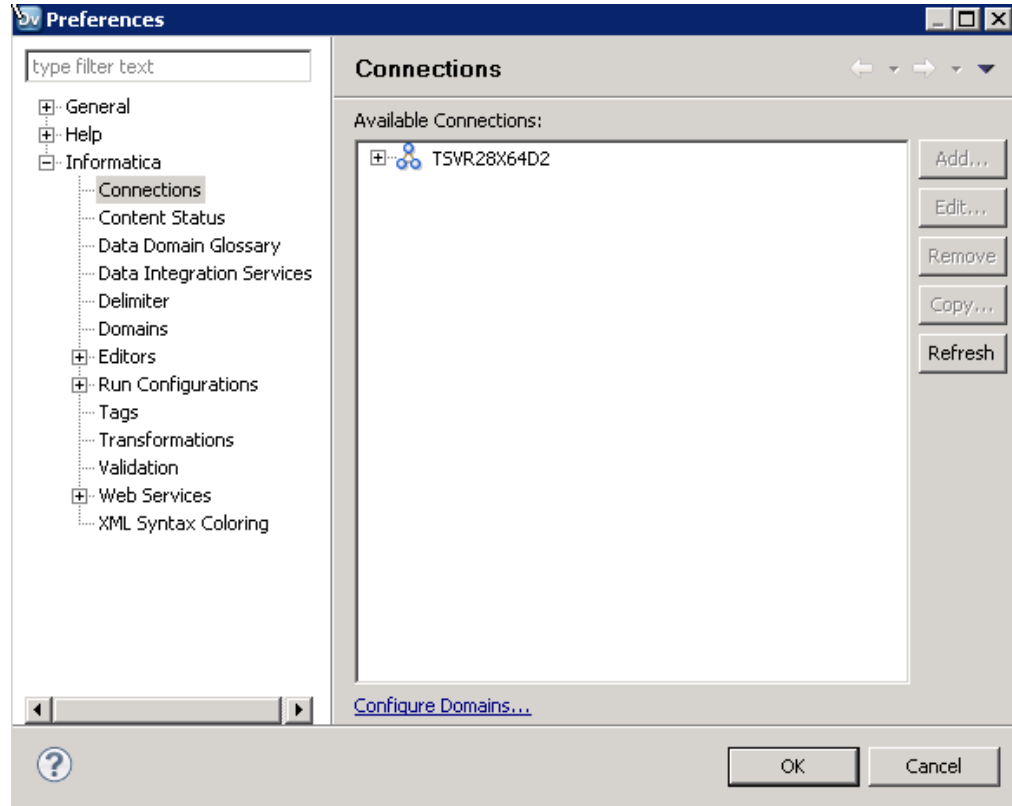 Dv Preferences
type filter text
General
Help
Informatica
Connections
Content Status
Data Domain Glossary
Data Integration Services
Delimiter
Domains
Editors
Run Configurations
Tags
Transformations
Validation
Web Services
XML Syntax Coloring
Connections
Available Connections:
TSVR28X64D2
Add...
Edit...
Remove
Copy...
Refresh
Configure Domains...
?
OK
Cancel